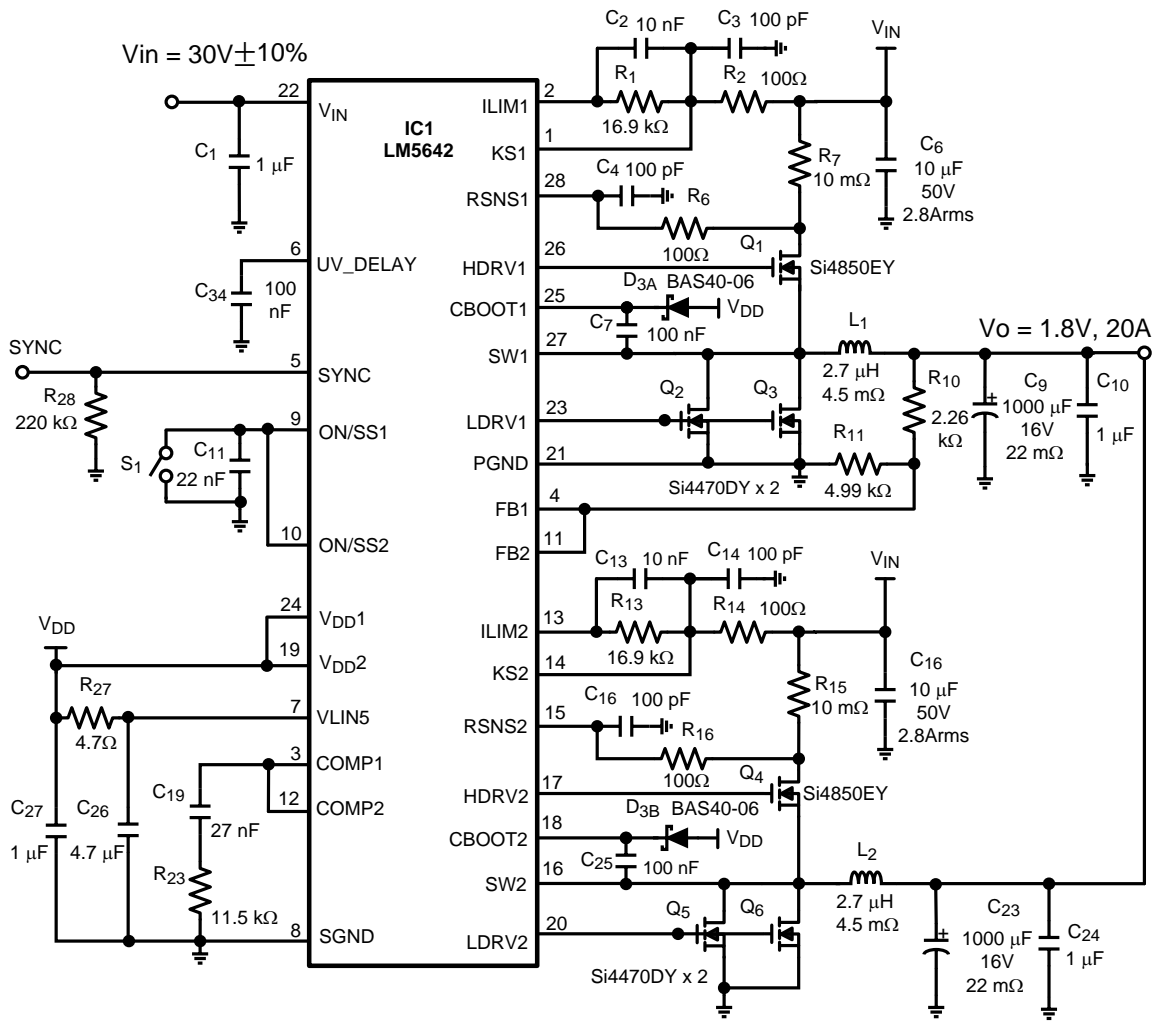 Vin = 30V±10%
22
VIN
C1
1 µF
6
UV_DELAY
C34
100
nF
SYNC
5
SYNC
R28
220 kΩ
9
ON/SS1
S1
C11
22 nF
10
ON/SS2
24
VDD1
VDD
19
VDD2
R27
4.7Ω
7
VLIN5
3
COMP1
C19
27 nF
12
COMP2
C27
1 µF
C26
4.7 µF
R23
11.5 kΩ
8
SGND
IC1
LM5642
C2
10 nF
C3
100 pF
VIN
ILIM1
2
R1
16.9 kΩ
R2
100Ω
KS1
1
R7
10 mΩ
C6
10 µF
50V
2.8Arms
C4 100 pF
RSNS1
28
R6
100Ω
Q1
HDRV1
26
Si4850EY
D3A BAS40-06
CBOOT1
25
VDD
C7
100 nF
SW1
27
L1
2.7 µH
4.5 mΩ
Vo = 1.8V, 20A
Q2
Q3
R10
2.26
kΩ
C9
1000 µF
16V
22 mΩ
C10
1 µF
LDRV1
23
PGND
21
R11
4.99 kΩ
Si4470DY x 2
FB1
4
FB2
11
C13
10 nF
C14
100 pF
VIN
ILIM2
13
R13
16.9 kΩ
R14
100Ω
KS2
14
R15
10 mΩ
C16
10 µF
50V
2.8Arms
C16
100 pF
RSNS2
15
R16
100Ω
Q4
HDRV2
17
Si4850EY
D3B BAS40-06
CBOOT2
18
VDD
C25
100 nF
SW2
16
L2
2.7 µH
4.5 mΩ
Q5
Q6
LDRV2
20
C23
1000 µF
16V
22 mΩ
C24
1 µF
Si4470DY x 2